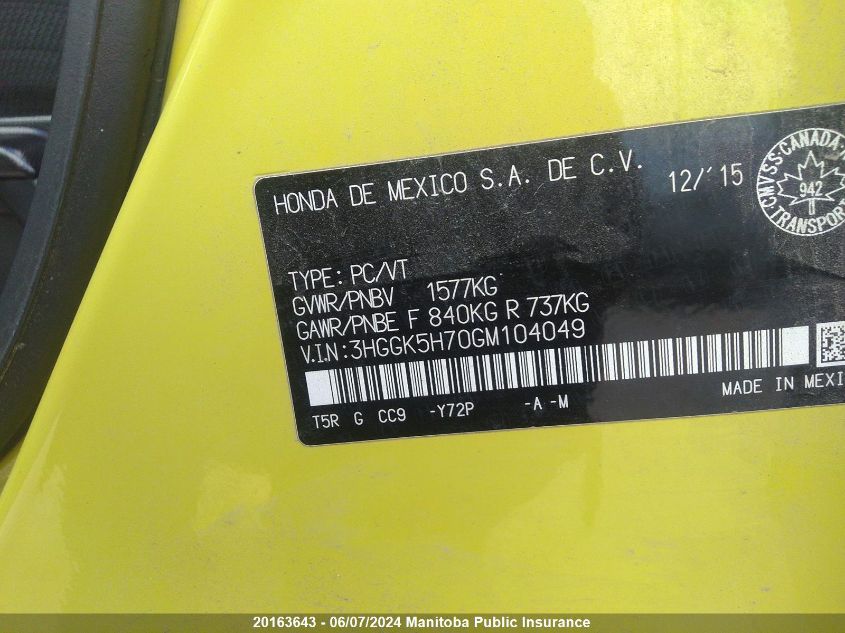 HONDA DE MEXICO S.A. DE C.V. 12/'15
CMVSS·CANADA
942
TRANSPORT
TYPE: PC/VT
GVWR/PNBV 1577KG
GAWR/PNBE F 840KG R 737KG
V.I.N: 3HGGK5H70GM104049
T5R G CC9 -Y72P -A -M MADE IN MEXI
20163643 - 06/07/2024 Manitoba Public Insurance